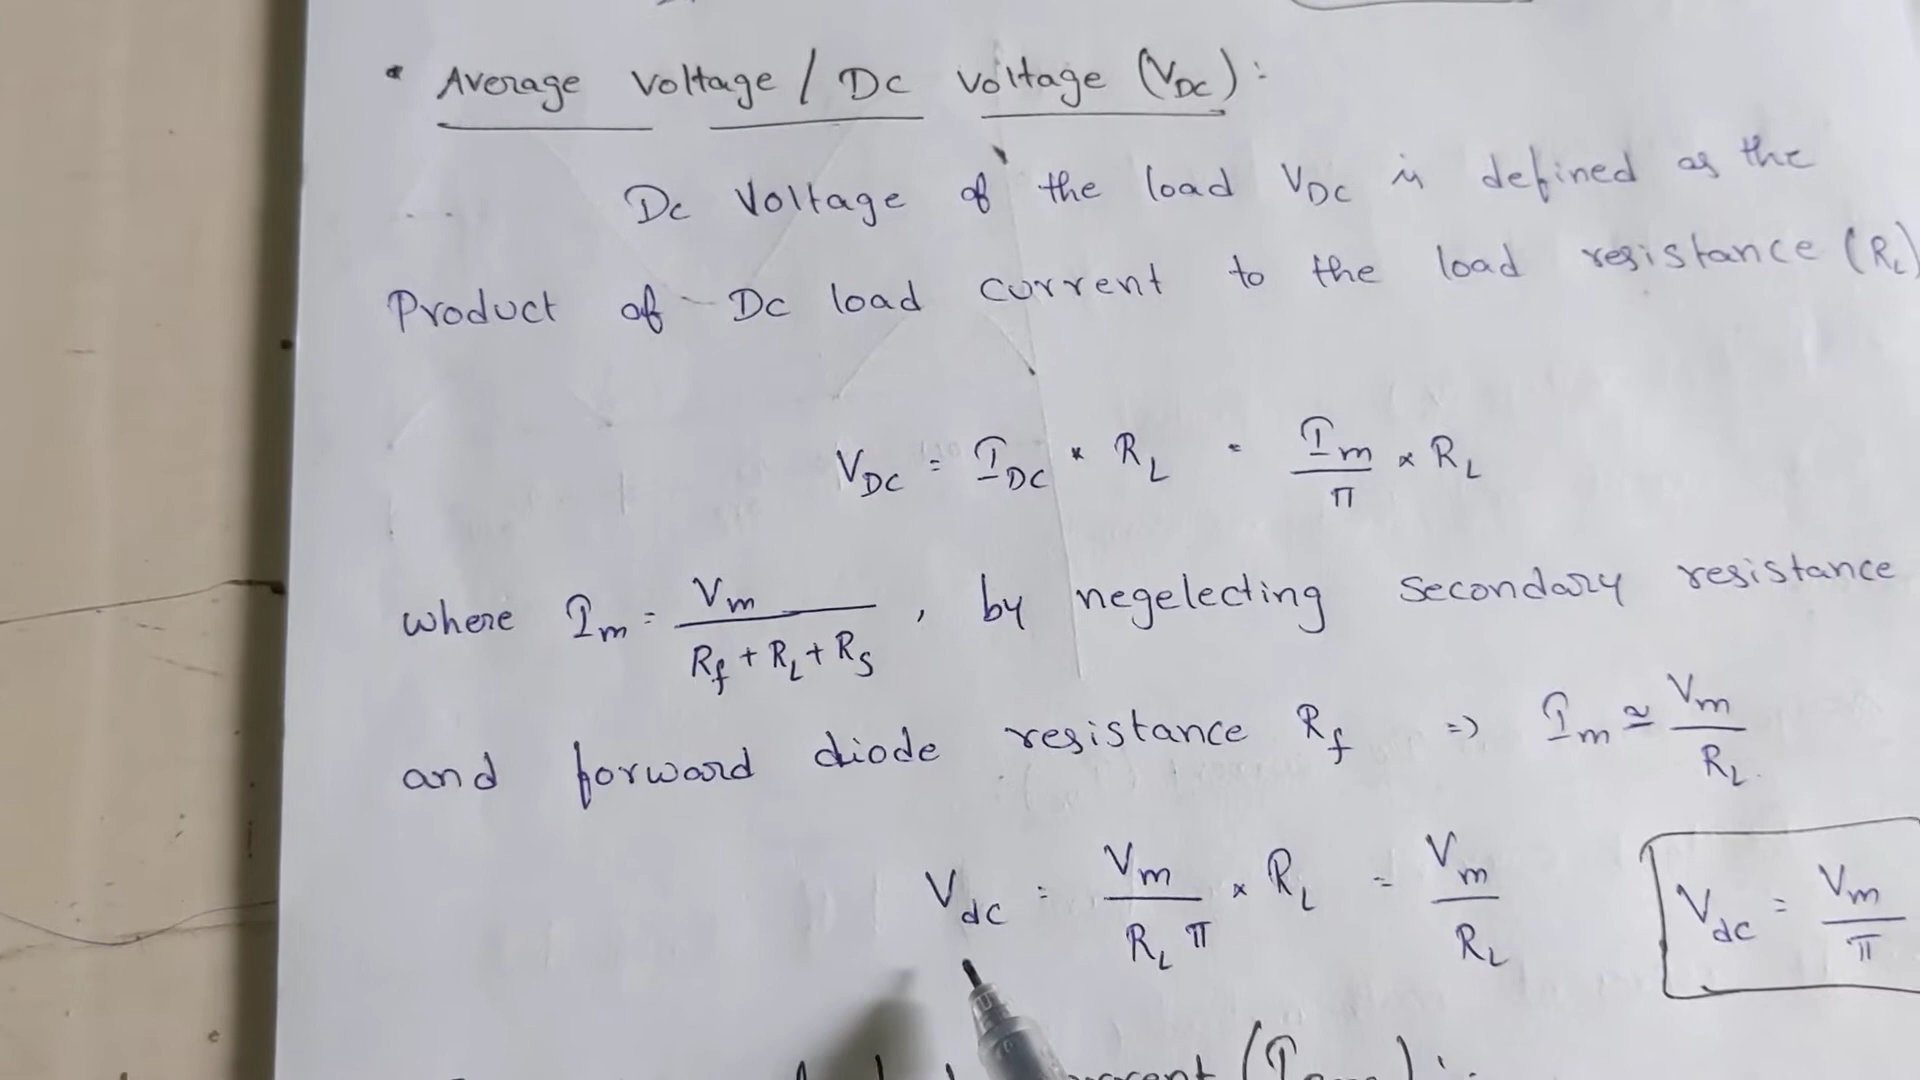 • Average Voltage / Dc voltage (VDC) :
Dc Voltage of the load VDC is defined as the
Product of Dc load current to the load resistance (RL)
VDC = IDC * RL = Im/π × RL
where Im = Vm/(Rf + RL + RS) , by negelecting secondary resistance
and forward diode resistance Rf => Im ≃ Vm/RL.
Vdc = Vm/(RL π) × RL = Vm/RL
Vdc = Vm/π